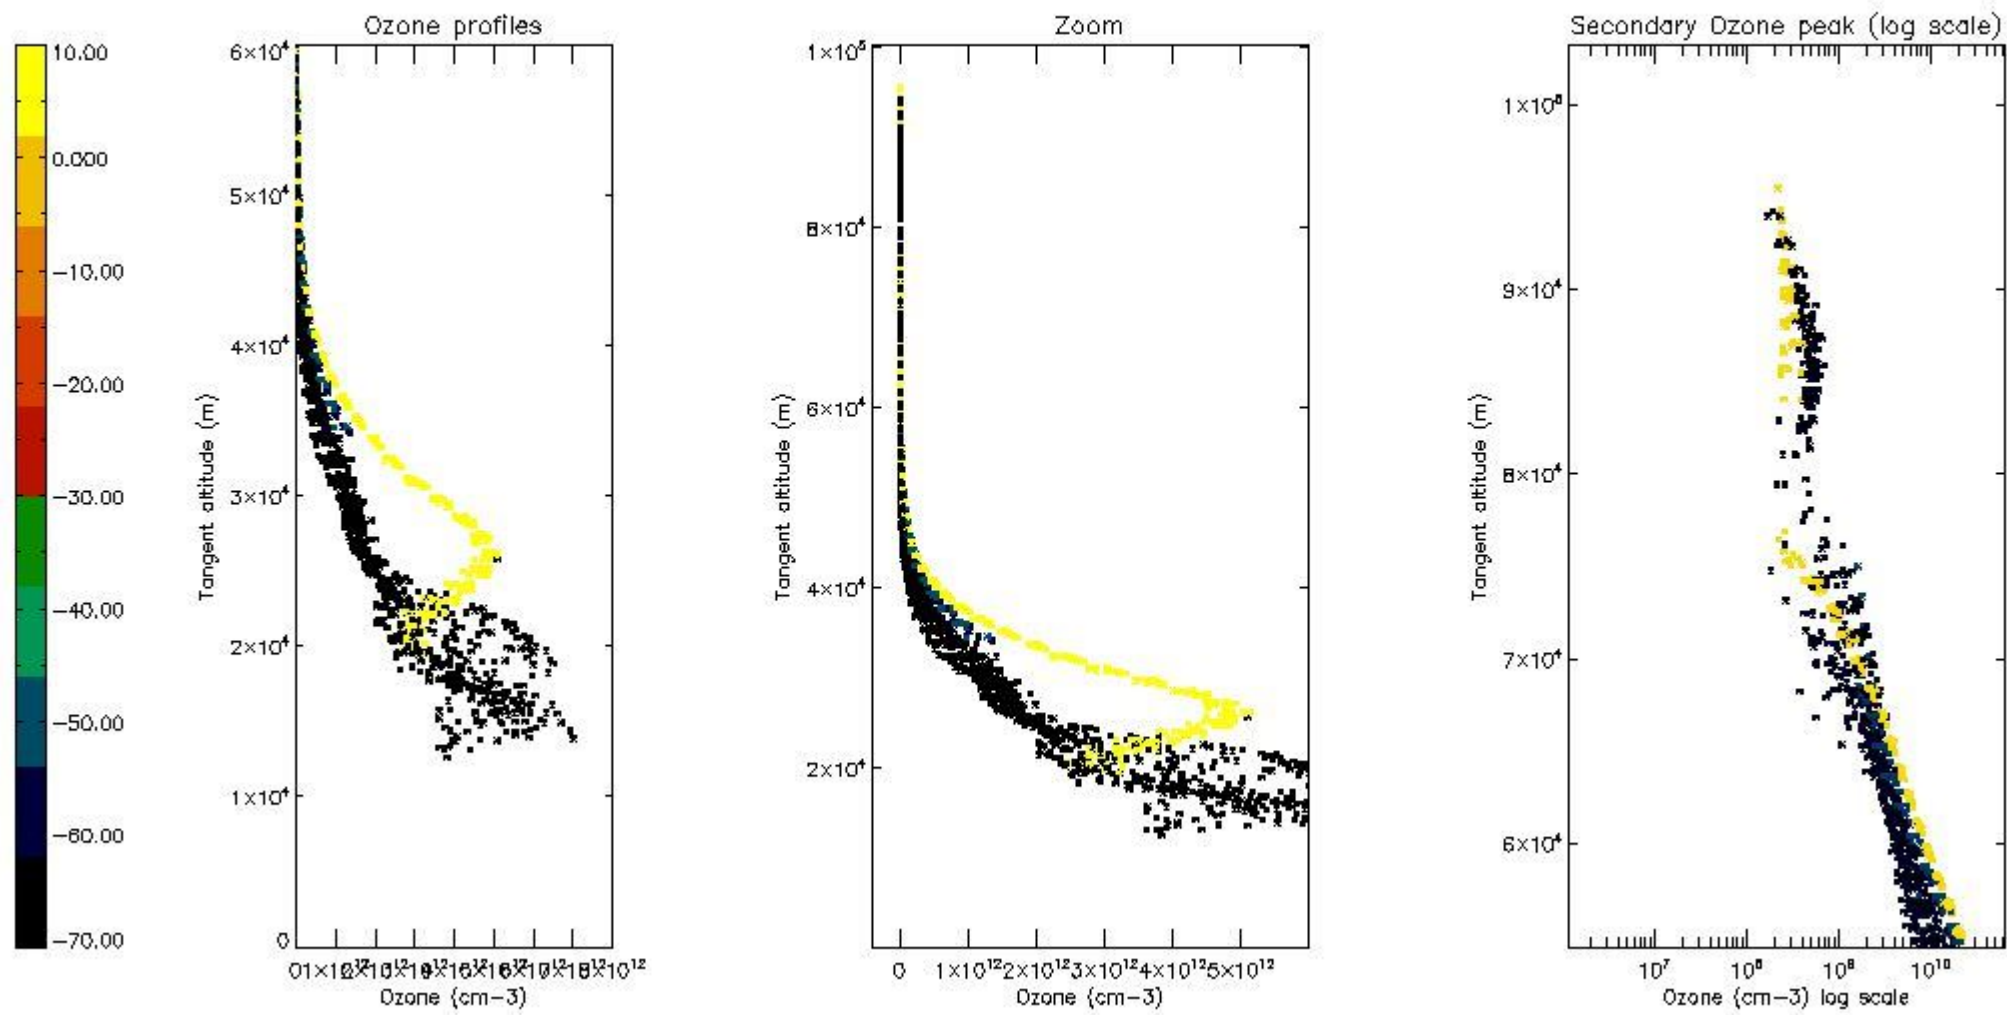 Ozone profiles
Zoom
Secondary Ozone peak (log scale)
10.00
0.000
−10.00
−20.00
−30.00
−40.00
−50.00
−60.00
−70.00
6×10⁴
5×10⁴
4×10⁴
3×10⁴
2×10⁴
1×10⁴
0
Tangent altitude (m)
Ozone (cm−3)
1×10⁵
8×10⁴
6×10⁴
4×10⁴
2×10⁴
Tangent altitude (m)
0 1×10¹² 2×10¹² 3×10¹² 4×10¹² 5×10¹²
Ozone (cm−3)
9×10⁴
8×10⁴
7×10⁴
6×10⁴
Tangent altitude (m)
10⁷ 10⁸ 10⁹ 10¹⁰
Ozone (cm−3) log scale